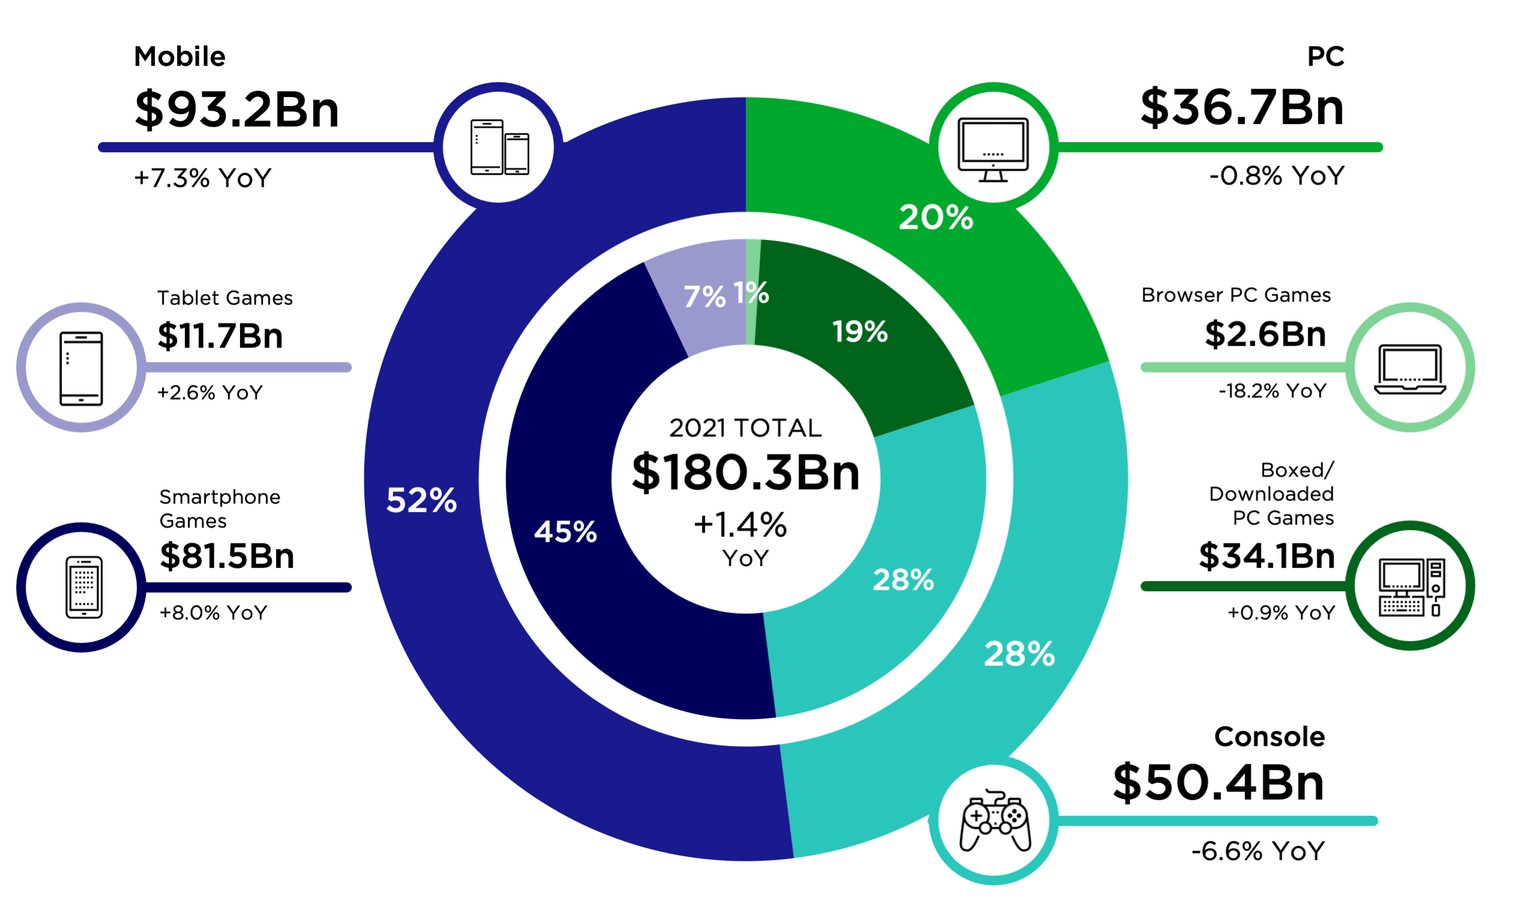 Mobile
$93.2Bn
+7.3% YoY
Tablet Games
$11.7Bn
+2.6% YoY
Smartphone
Games
$81.5Bn
+8.0% YoY
52%
45%
7%
1%
19%
20%
28%
28%
2021 TOTAL
$180.3Bn
+1.4%
YoY
PC
$36.7Bn
-0.8% YoY
Browser PC Games
$2.6Bn
-18.2% YoY
Boxed/
Downloaded
PC Games
$34.1Bn
+0.9% YoY
Console
$50.4Bn
-6.6% YoY